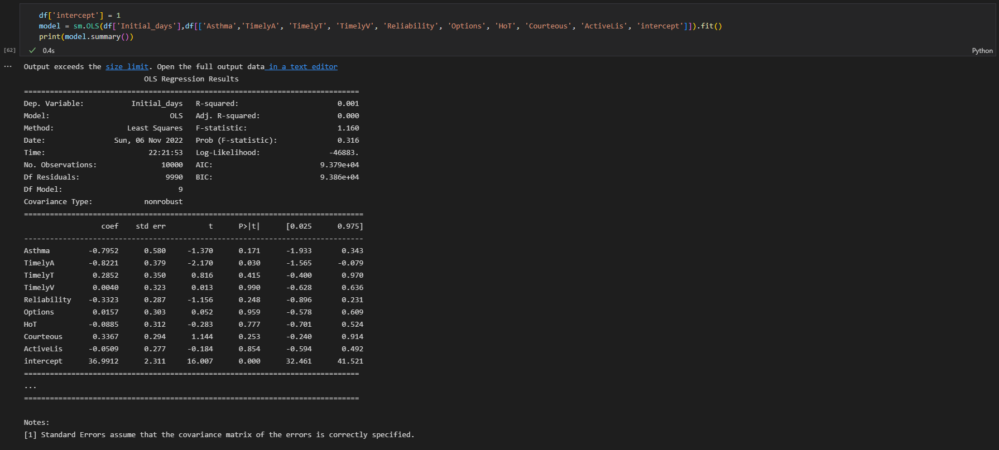 df['intercept'] = 1
model = sm.OLS(df['Initial_days'],df[['Asthma','TimelyA', 'TimelyT', 'TimelyV', 'Reliability', 'Options', 'HoT', 'Courteous', 'ActiveLis', 'intercept']]).fit()
print(model.summary())
[62] 0.4s Python
... Output exceeds the size limit. Open the full output data in a text editor
OLS Regression Results
==============================================================================
Dep. Variable: Initial_days R-squared: 0.001
Model: OLS Adj. R-squared: 0.000
Method: Least Squares F-statistic: 1.160
Date: Sun, 06 Nov 2022 Prob (F-statistic): 0.316
Time: 22:21:53 Log-Likelihood: -46883.
No. Observations: 10000 AIC: 9.379e+04
Df Residuals: 9990 BIC: 9.386e+04
Df Model: 9
Covariance Type: nonrobust
===============================================================================
coef std err t P>|t| [0.025 0.975]
-------------------------------------------------------------------------------
Asthma -0.7952 0.580 -1.370 0.171 -1.933 0.343
TimelyA -0.8221 0.379 -2.170 0.030 -1.565 -0.079
TimelyT 0.2852 0.350 0.816 0.415 -0.400 0.970
TimelyV 0.0040 0.323 0.013 0.990 -0.628 0.636
Reliability -0.3323 0.287 -1.156 0.248 -0.896 0.231
Options 0.0157 0.303 0.052 0.959 -0.578 0.609
HoT -0.0885 0.312 -0.283 0.777 -0.701 0.524
Courteous 0.3367 0.294 1.144 0.253 -0.240 0.914
ActiveLis -0.0509 0.277 -0.184 0.854 -0.594 0.492
intercept 36.9912 2.311 16.007 0.000 32.461 41.521
==============================================================================
...
==============================================================================
Notes:
[1] Standard Errors assume that the covariance matrix of the errors is correctly specified.